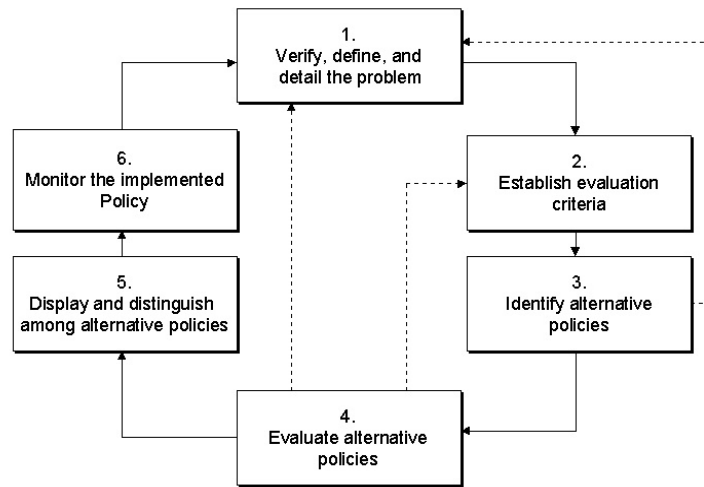 1.
Verify, define, and
detail the problem
2.
Establish evaluation
criteria
3.
Identify alternative
policies
4.
Evaluate alternative
policies
5.
Display and distinguish
among alternative policies
6.
Monitor the implemented
Policy